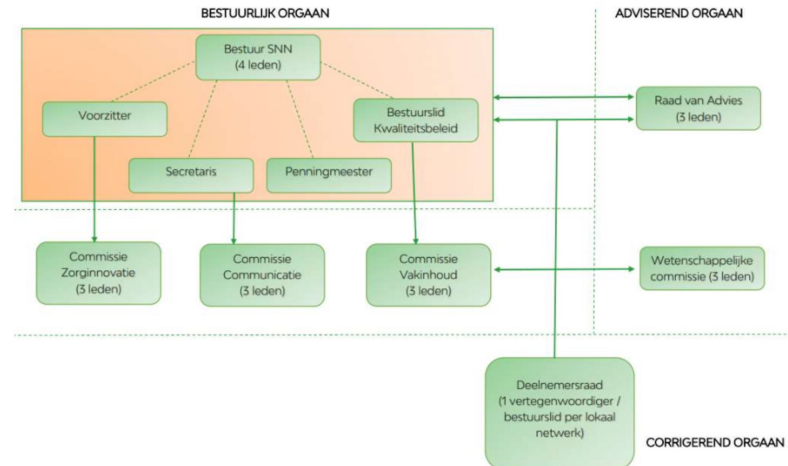 BESTUURLIJK ORGAAN
ADVISEREND ORGAAN
Bestuur SNN
(4 leden)
Voorzitter
Bestuurslid
Kwaliteitsbeleid
Raad van Advies
(3 leden)
Secretaris
Penningmeester
Commissie
Zorginnovatie
(3 leden)
Commissie
Communicatie
(3 leden)
Commissie
Vakinhoud
(3 leden)
Wetenschappelijke
commissie (3 leden)
Deelnemersraad
(1 vertegenwoordiger /
bestuurslid per lokaal
netwerk)
CORRIGEREND ORGAAN